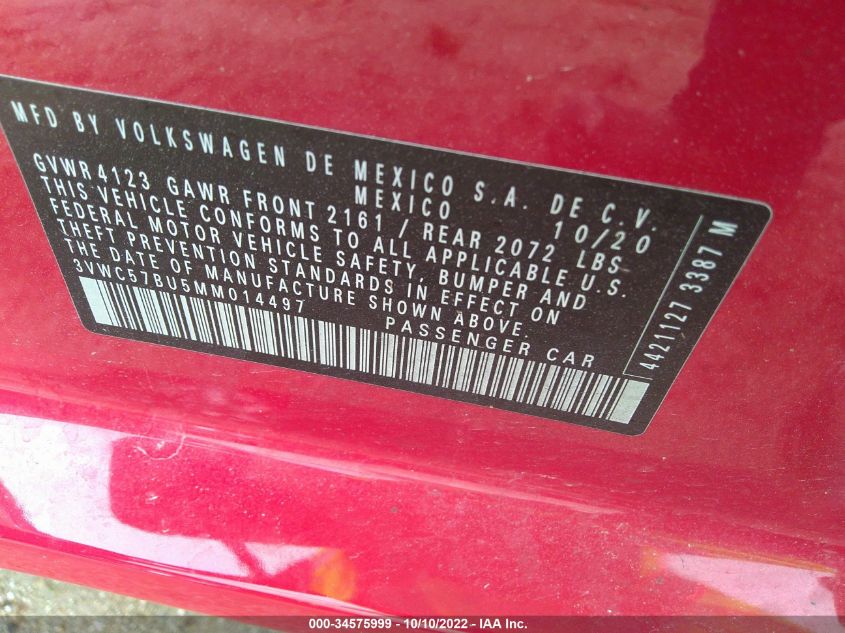 MFD BY VOLKSWAGEN DE MEXICO S.A. DE C.V.
MEXICO 10/20
GVWR 4123 GAWR FRONT 2161 / REAR 2072 LBS
THIS VEHICLE CONFORMS TO ALL APPLICABLE U.S.
FEDERAL MOTOR VEHICLE SAFETY, BUMPER AND
THEFT PREVENTION STANDARDS IN EFFECT ON
THE DATE OF MANUFACTURE SHOWN ABOVE.
3VWC57BU5MM014497 PASSENGER CAR
4421127 3387 M
000-34575999 - 10/10/2022 - IAA Inc.